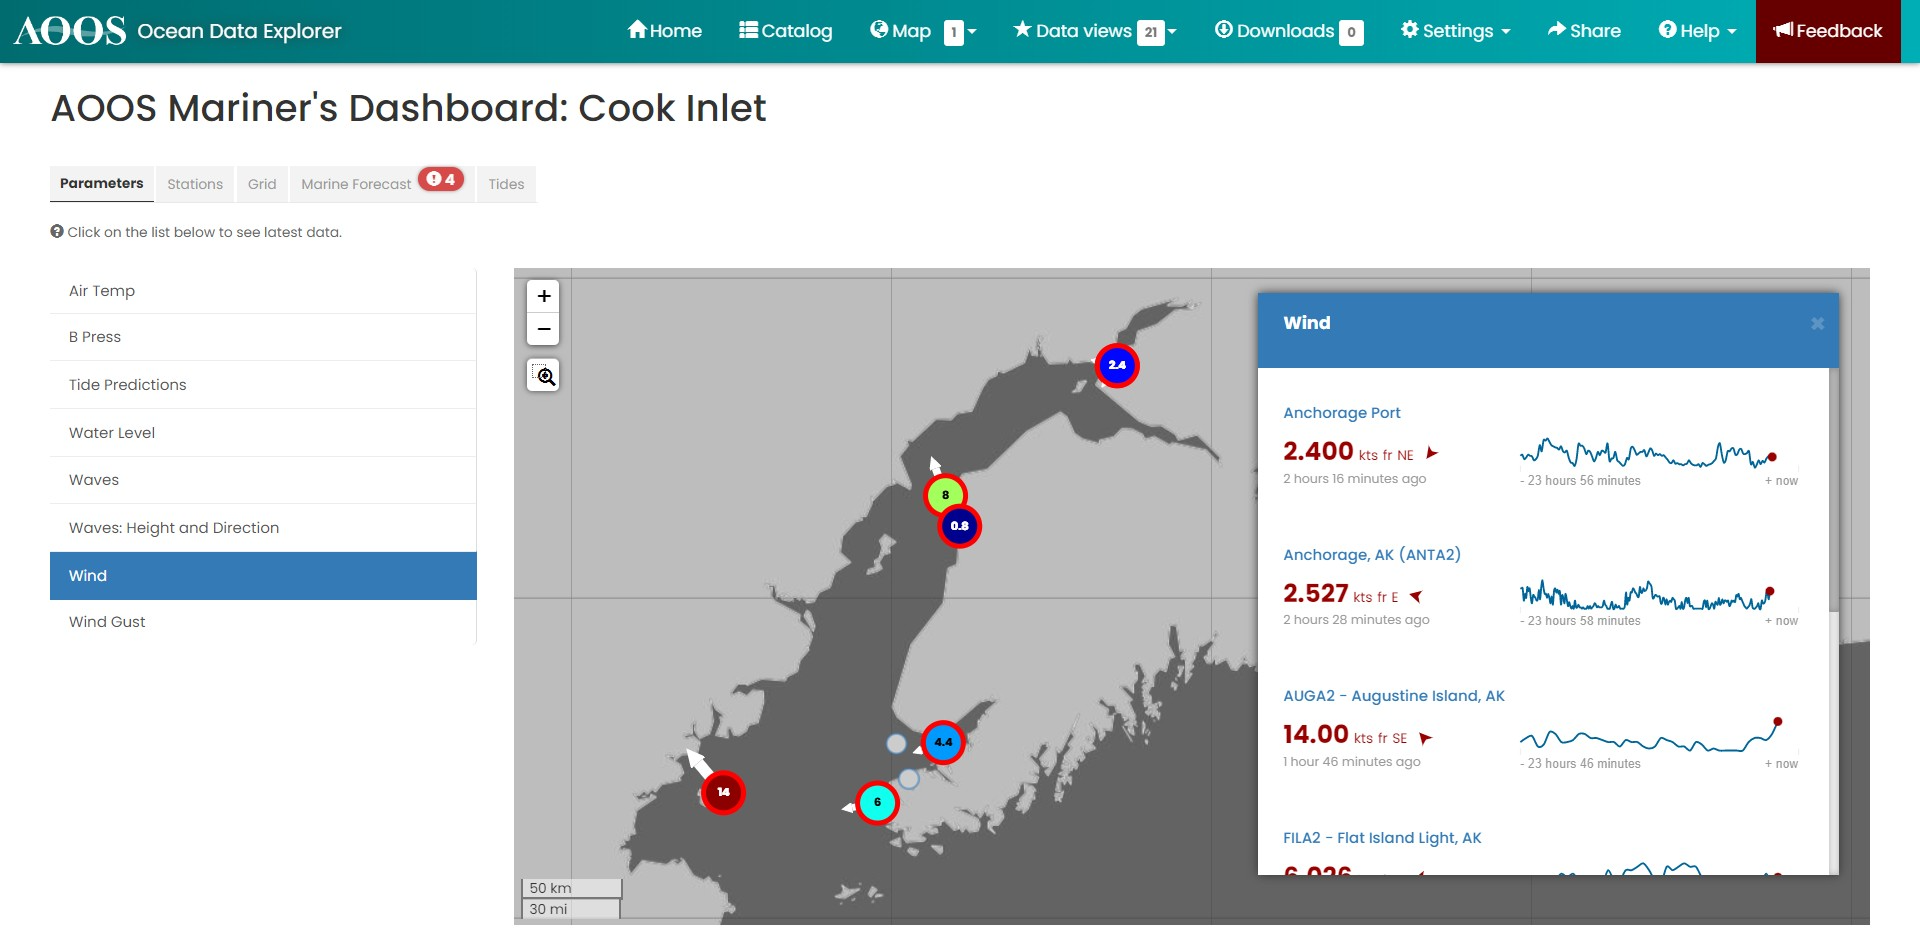 AOOS Ocean Data Explorer
Home
Catalog
Map 1
Data views 21
Downloads 0
Settings
Share
Help
Feedback
AOOS Mariner's Dashboard: Cook Inlet
Parameters
Stations
Grid
Marine Forecast 4
Tides
Click on the list below to see latest data.
Air Temp
B Press
Tide Predictions
Water Level
Waves
Waves: Height and Direction
Wind
Wind Gust
+
−
2.4
8
0.8
4.4
14
6
50 km
30 mi
Wind
Anchorage Port
2.400 kts fr NE
2 hours 16 minutes ago
- 23 hours 56 minutes
+ now
Anchorage, AK (ANTA2)
2.527 kts fr E
2 hours 28 minutes ago
- 23 hours 58 minutes
+ now
AUGA2 - Augustine Island, AK
14.00 kts fr SE
1 hour 46 minutes ago
- 23 hours 46 minutes
+ now
FILA2 - Flat Island Light, AK